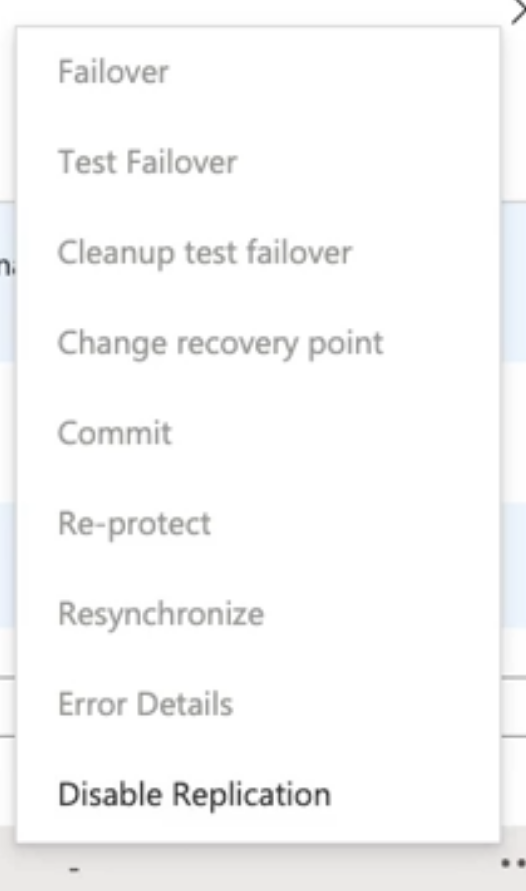 Failover
Test Failover
Cleanup test failover
Change recovery point
Commit
Re-protect
Resynchronize
Error Details
Disable Replication
-